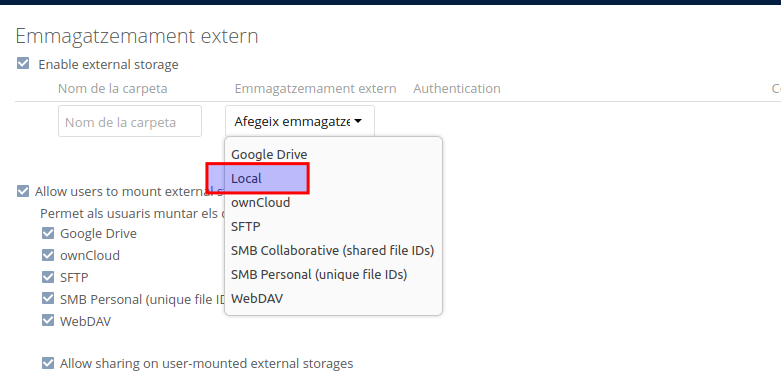 Emmagatzemament extern
Enable external storage
Nom de la carpeta Emmagatzemament extern Authentication
Nom de la carpeta Afegeix emmagatze
Google Drive
Local
Allow users to mount external s
ownCloud
Permet als usuaris muntar els
SFTP
Google Drive
SMB Collaborative (shared file IDs)
ownCloud
SMB Personal (unique file IDs)
SFTP
WebDAV
SMB Personal (unique file ID
WebDAV
Allow sharing on user-mounted external storages